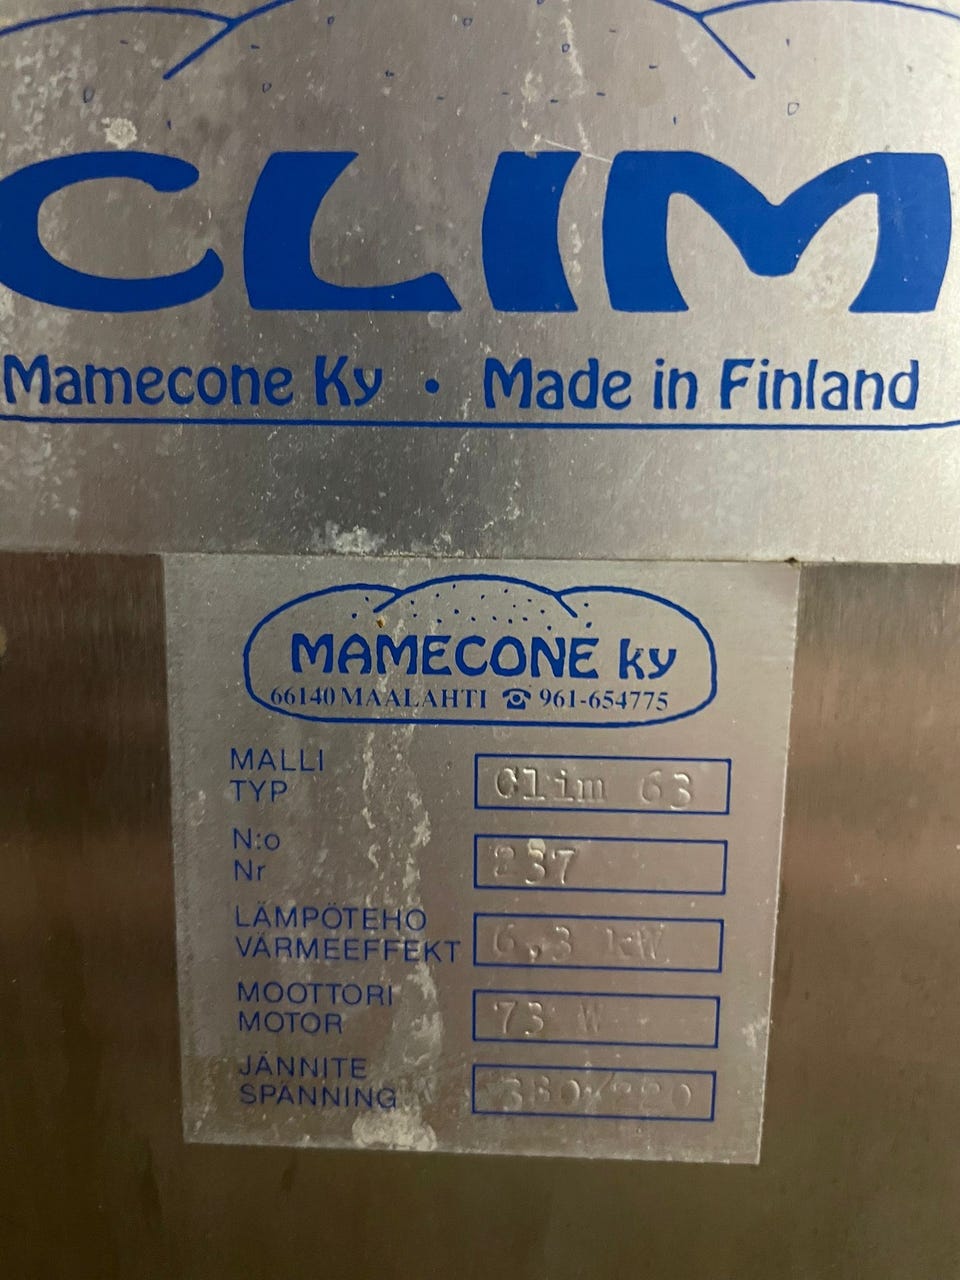 CLIM
Mamecone Ky • Made in Finland
MAMECONE ky
66140 MAALAHTI ☎ 961-654775
MALLI
TYP
Clim 63
N:o
Nr
237
LÄMPÖTEHO
VÄRMEEFFEKT
6,3 kW
MOOTTORI
MOTOR
73 W
JÄNNITE
SPÄNNING
380/220